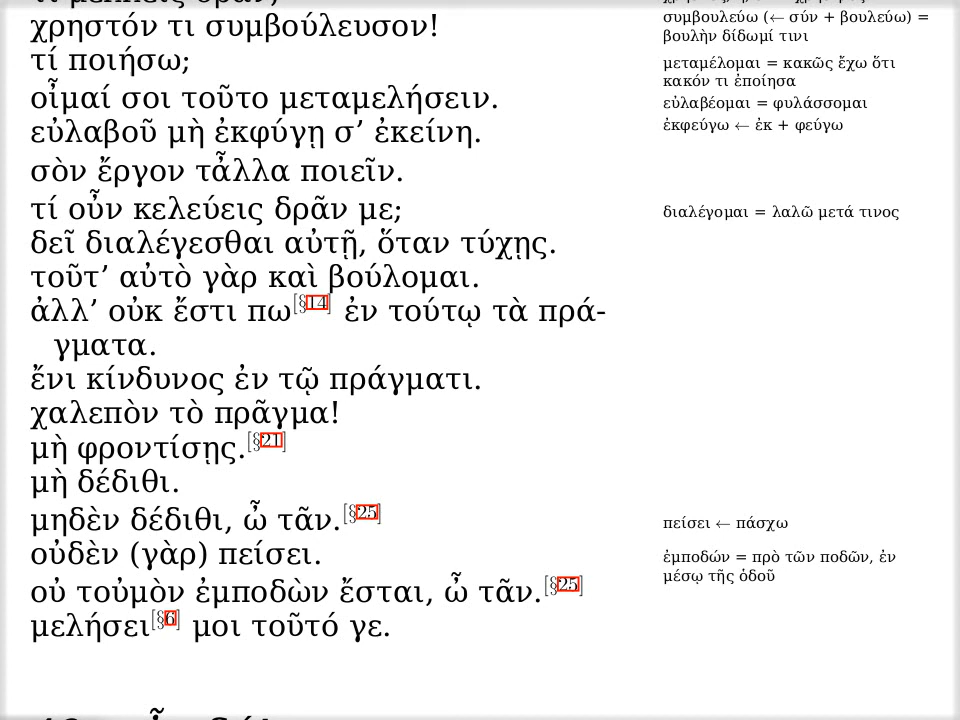 χρηστόν τι συμβούλευσον!
τί ποιήσω;
οἶμαί σοι τοῦτο μεταμελήσειν.
εὐλαβοῦ μὴ ἐκφύγῃ σ’ ἐκείνη.
σὸν ἔργον τἆλλα ποιεῖν.
τί οὖν κελεύεις δρᾶν με;
δεῖ διαλέγεσθαι αὐτῇ, ὅταν τύχῃς.
τοῦτ’ αὐτὸ γὰρ καὶ βούλομαι.
ἀλλ’ οὐκ ἔστι πω[§14] ἐν τούτῳ τὰ πρά-
γματα.
ἔνι κίνδυνος ἐν τῷ πράγματι.
χαλεπὸν τὸ πρᾶγμα!
μὴ φροντίσῃς.[§21]
μὴ δέδιθι.
μηδὲν δέδιθι, ὦ τᾶν.[§25]
οὐδὲν (γὰρ) πείσει.
οὐ τοὐμὸν ἐμποδὼν ἔσται, ὦ τᾶν.[§25]
μελήσει[§6] μοι τοῦτό γε.
συμβουλεύω (← σύν + βουλεύω) =
βουλὴν δίδωμί τινι
μεταμέλομαι = κακῶς ἔχω ὅτι
κακόν τι ἐποίησα
εὐλαβέομαι = φυλάσσομαι
ἐκφεύγω ← ἐκ + φεύγω
διαλέγομαι = λαλῶ μετά τινος
πείσει ← πάσχω
ἐμποδών = πρὸ τῶν ποδῶν, ἐν
μέσῳ τῆς ὁδοῦ